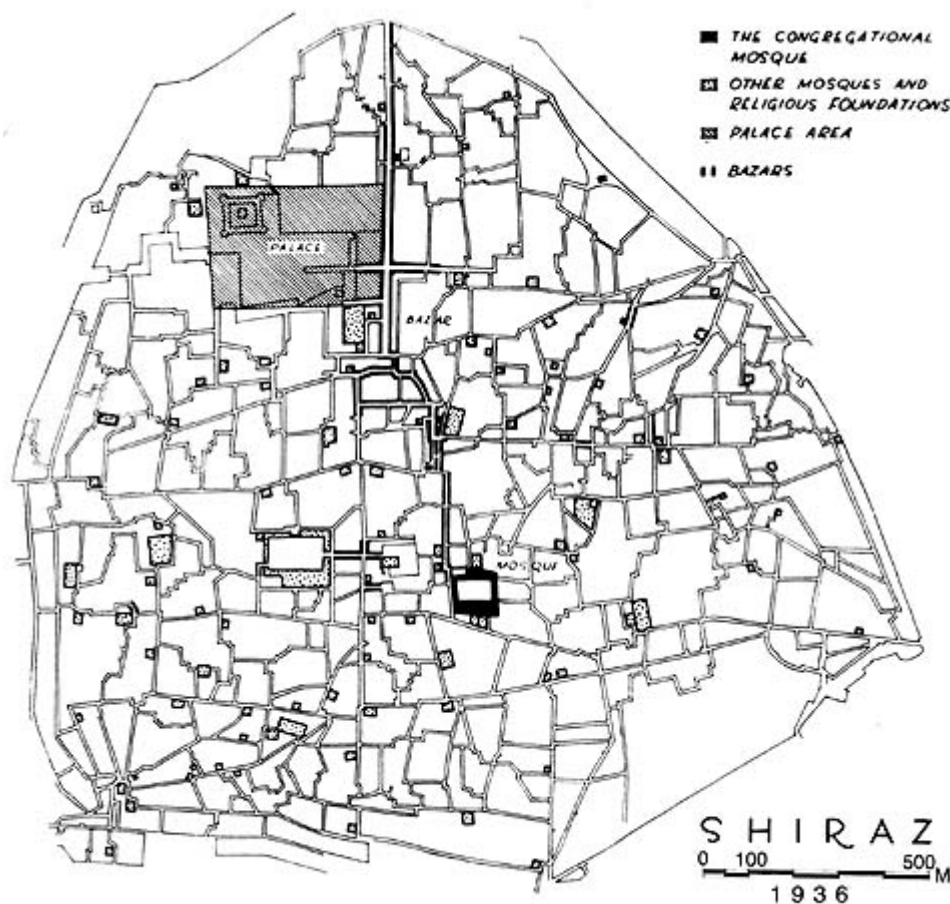 THE CONGREGATIONAL
MOSQUE
OTHER MOSQUES AND
RELIGIOUS FOUNDATIONS
PALACE AREA
BAZARS
PALACE
BAZAR
MOSQUE
SHIRAZ
0 100 500 M
1936